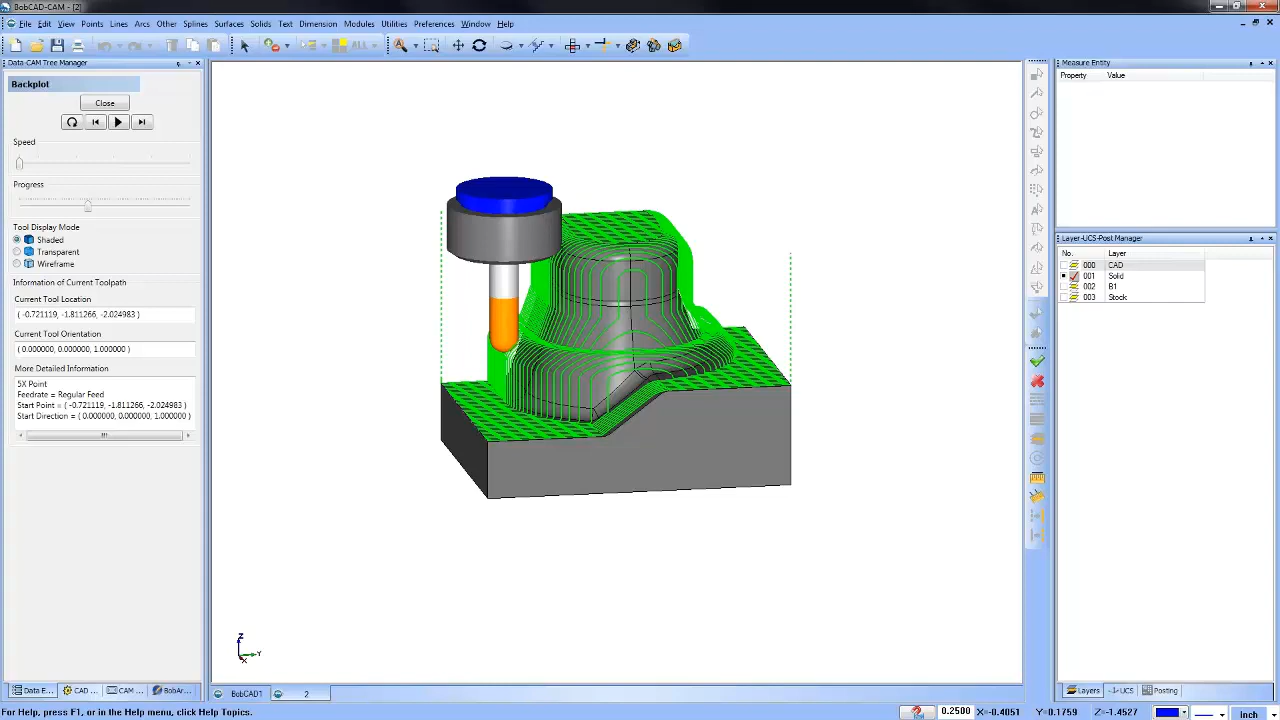 BobCAD-CAM - [2]
File Edit View Points Lines Arcs Other Splines Surfaces Solids Text Dimension Modules Utilities Preferences Window Help
ALL
Data-CAM Tree Manager
Backplot
Close
Speed
Progress
Tool Display Mode
Shaded
Transparent
Wireframe
Information of Current Toolpath
Current Tool Location
( -0.721119, -1.811266, -2.024983 )
Current Tool Orientation
( 0.000000, 0.000000, 1.000000 )
More Detailed Information
5X Point
Feedrate = Regular Feed
Start Point = ( -0.721119, -1.811266, -2.024983 )
Start Direction = ( 0.000000, 0.000000, 1.000000 )
Measure Entity
Property Value
Layer-UCS-Post Manager
No. Layer
000 CAD
001 Solid
002 B1
003 Stock
Z
Y
X
Data E... CAD ... CAM ... BobAr...
BobCAD1 2
Layers UCS Posting
For Help, press F1, or in the Help menu, click Help Topics.
0.2500 X=-0.4051 Y=0.1759 Z=-1.4527 Inch